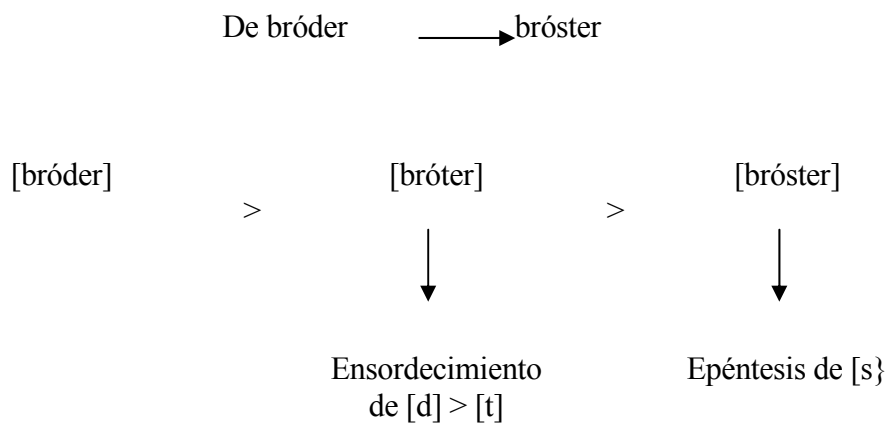 De bróder bróster
[bróder] > [bróter] > [bróster]
Ensordecimiento Epéntesis de [s}
de [d] > [t]